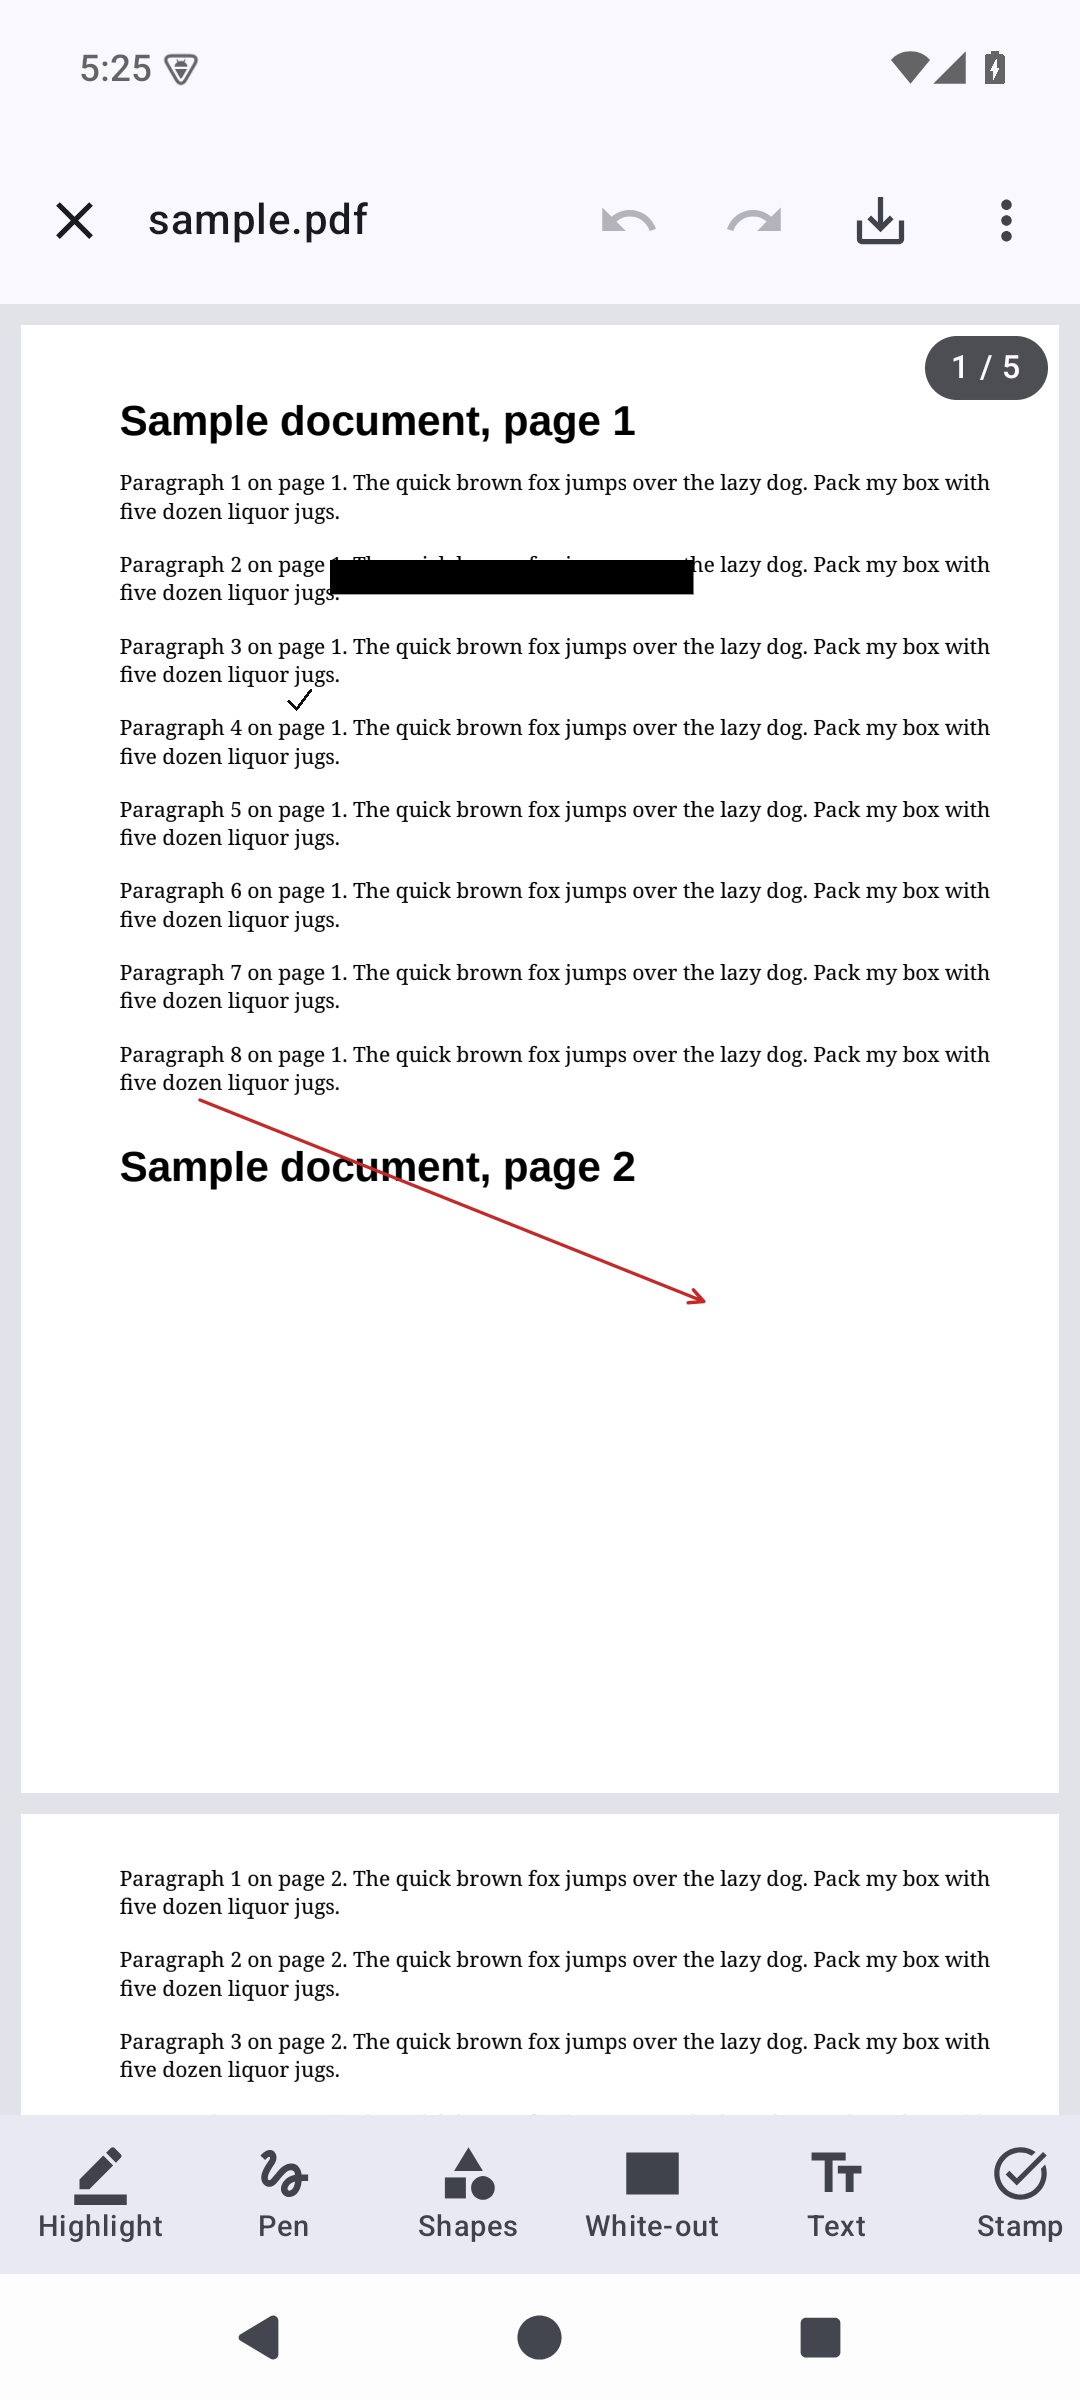 5:25
sample.pdf
1 / 5
Sample document, page 1
Paragraph 1 on page 1. The quick brown fox jumps over the lazy dog. Pack my box with
five dozen liquor jugs.
Paragraph 2 on page the lazy dog. Pack my box with
five dozen liquor jugs.
Paragraph 3 on page 1. The quick brown fox jumps over the lazy dog. Pack my box with
five dozen liquor jugs.
Paragraph 4 on page 1. The quick brown fox jumps over the lazy dog. Pack my box with
five dozen liquor jugs.
Paragraph 5 on page 1. The quick brown fox jumps over the lazy dog. Pack my box with
five dozen liquor jugs.
Paragraph 6 on page 1. The quick brown fox jumps over the lazy dog. Pack my box with
five dozen liquor jugs.
Paragraph 7 on page 1. The quick brown fox jumps over the lazy dog. Pack my box with
five dozen liquor jugs.
Paragraph 8 on page 1. The quick brown fox jumps over the lazy dog. Pack my box with
five dozen liquor jugs.
Sample document, page 2
Paragraph 1 on page 2. The quick brown fox jumps over the lazy dog. Pack my box with
five dozen liquor jugs.
Paragraph 2 on page 2. The quick brown fox jumps over the lazy dog. Pack my box with
five dozen liquor jugs.
Paragraph 3 on page 2. The quick brown fox jumps over the lazy dog. Pack my box with
five dozen liquor jugs.
Highlight
Pen
Shapes
White-out
Text
Stamp